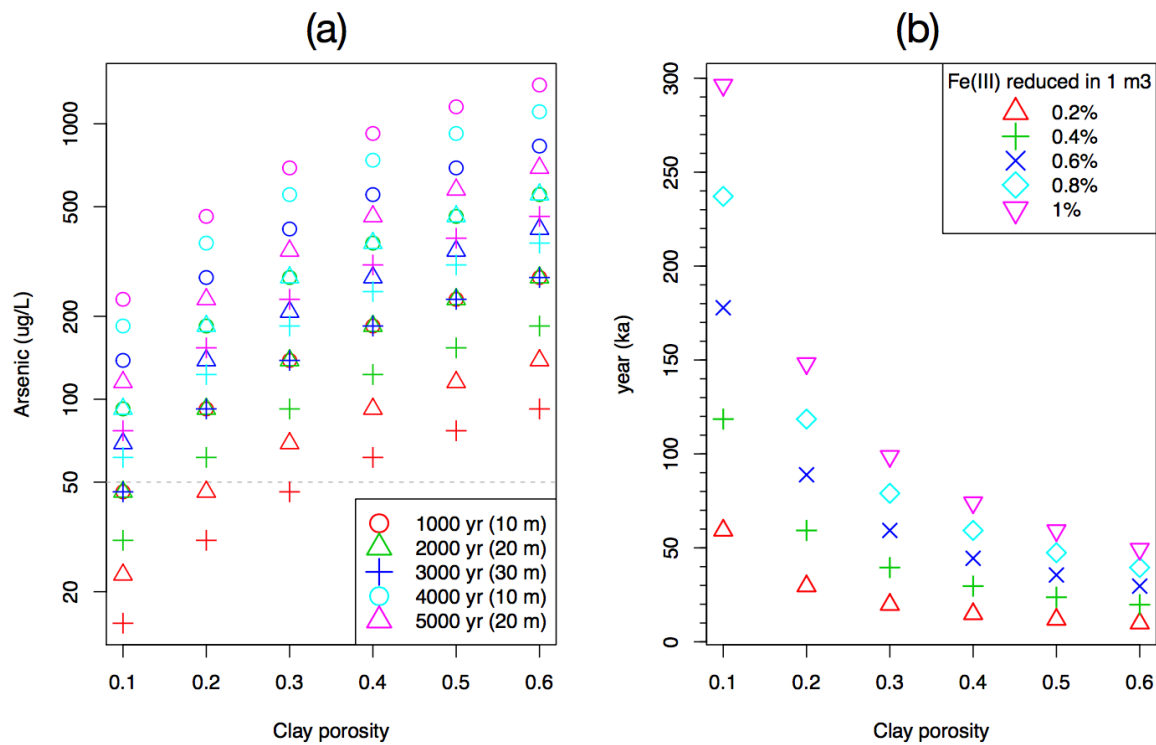 (a)
Arsenic (ug/L)
1000
500
200
100
50
20
1000 yr (10 m)
2000 yr (20 m)
3000 yr (30 m)
4000 yr (10 m)
5000 yr (20 m)
0.1 0.2 0.3 0.4 0.5 0.6
Clay porosity
(b)
year (ka)
300
250
200
150
100
50
0
Fe(III) reduced in 1 m3
0.2%
0.4%
0.6%
0.8%
1%
0.1 0.2 0.3 0.4 0.5 0.6
Clay porosity